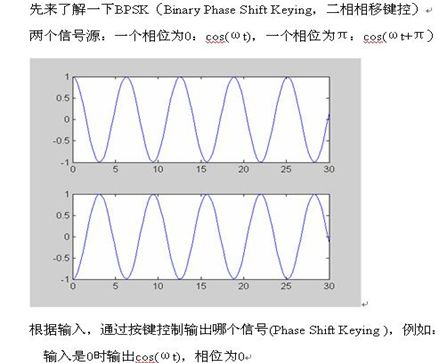 先来了解一下BPSK（Binary Phase Shift Keying，二相相移键控）
两个信号源：一个相位为0：cos(ωt)，一个相位为π：cos(ωt+π)
1
0.5
0
-0.5
-1
0 5 10 15 20 25 30
1
0.5
0
-0.5
-1
0 5 10 15 20 25 30
根据输入，通过按键控制输出哪个信号(Phase Shift Keying )，例如：
输入是0时输出cos(ωt)，相位为0